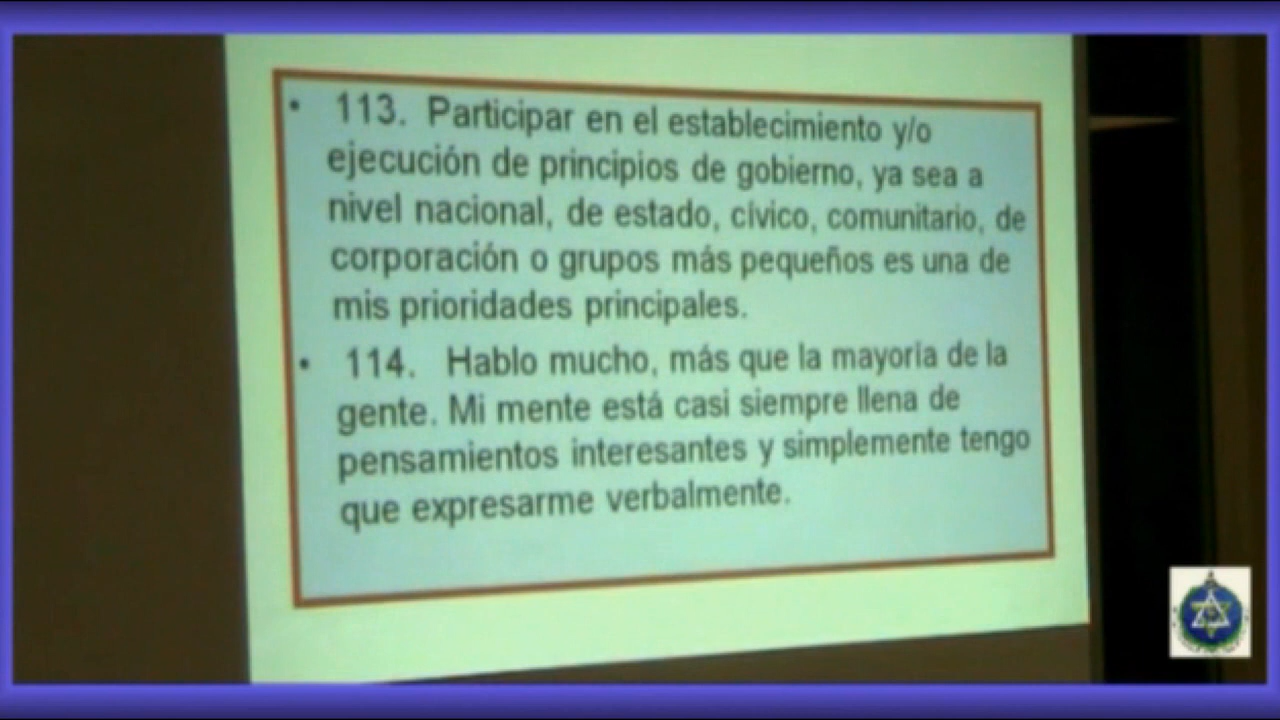 • 113. Participar en el establecimiento y/o
ejecución de principios de gobierno, ya sea a
nivel nacional, de estado, cívico, comunitario, de
corporación o grupos más pequeños es una de
mis prioridades principales.
• 114. Hablo mucho, más que la mayoría de la
gente. Mi mente está casi siempre llena de
pensamientos interesantes y simplemente tengo
que expresarme verbalmente.